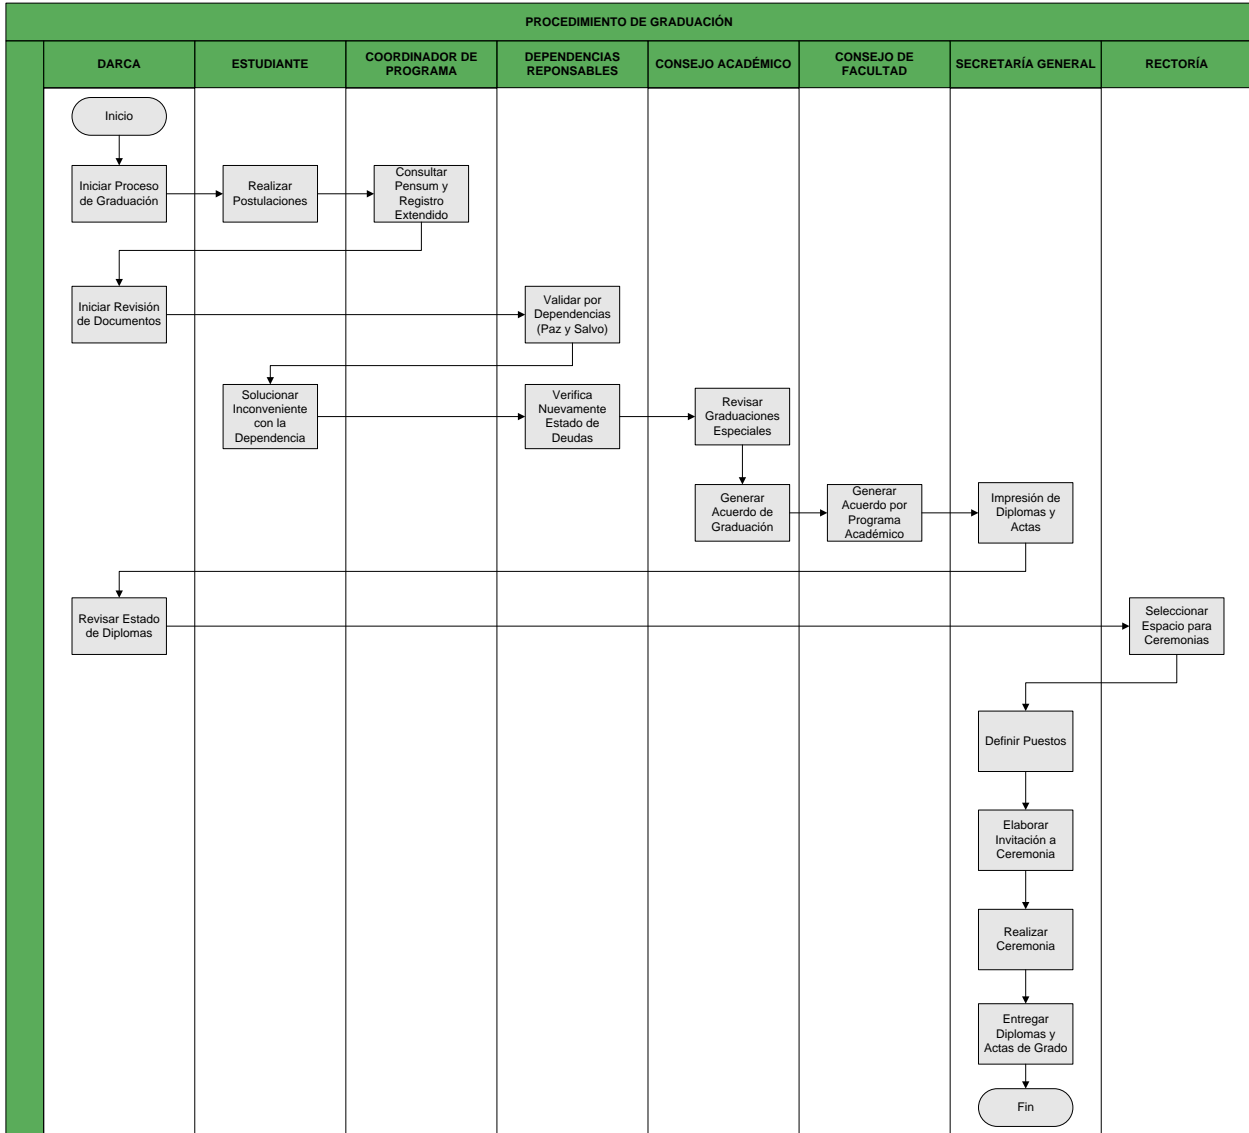 PROCEDIMIENTO DE GRADUACIÓN
DARCA
ESTUDIANTE
COORDINADOR DE
PROGRAMA
DEPENDENCIAS
REPONSABLES
CONSEJO ACADÉMICO
CONSEJO DE
FACULTAD
SECRETARÍA GENERAL
RECTORÍA
Inicio
Iniciar Proceso
de Graduación
Realizar
Postulaciones
Consultar
Pensum y
Registro
Extendido
Iniciar Revisión
de Documentos
Validar por
Dependencias
(Paz y Salvo)
Solucionar
Inconveniente
con la
Dependencia
Verifica
Nuevamente
Estado de
Deudas
Revisar
Graduaciones
Especiales
Generar
Acuerdo de
Graduación
Generar
Acuerdo por
Programa
Académico
Impresión de
Diplomas y
Actas
Revisar Estado
de Diplomas
Seleccionar
Espacio para
Ceremonias
Definir Puestos
Elaborar
Invitación a
Ceremonia
Realizar
Ceremonia
Entregar
Diplomas y
Actas de Grado
Fin